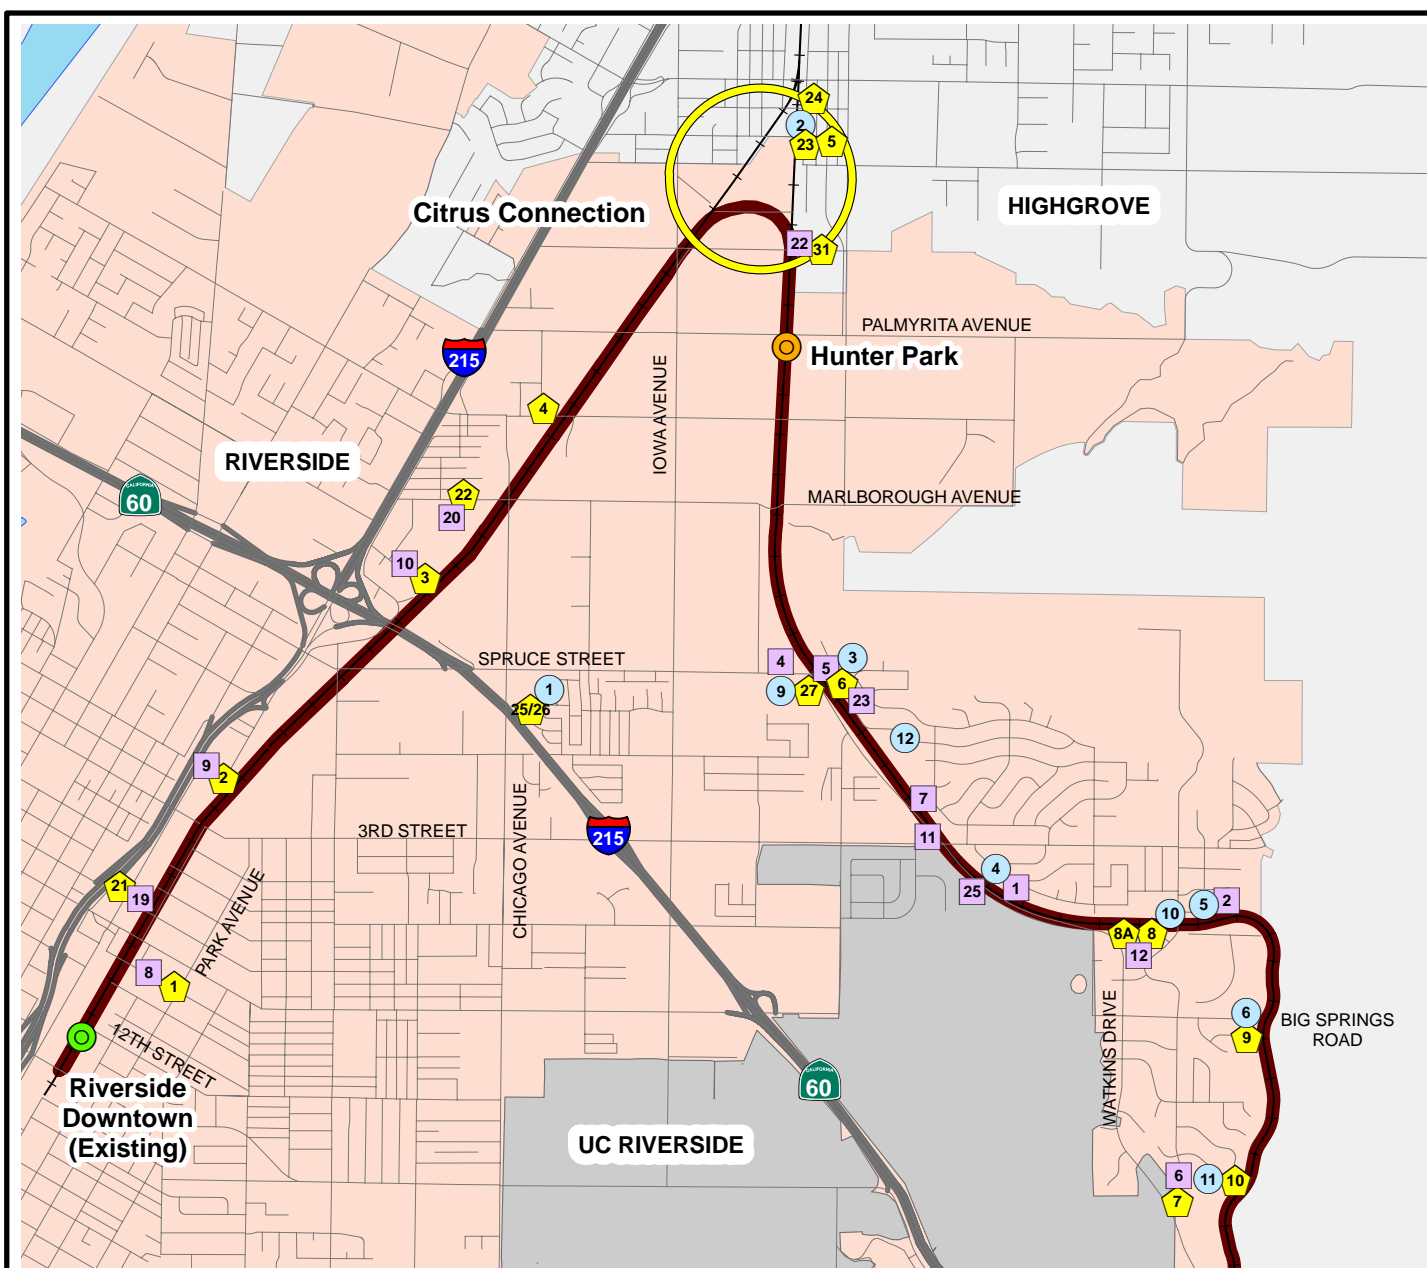 24
2
23
5
HIGHGROVE
Citrus Connection
22
31
PALMYRITA AVENUE
Hunter Park
215
IOWA AVENUE
4
RIVERSIDE
CALIFORNIA
60
22
20
MARLBOROUGH AVENUE
10
3
SPRUCE STREET
4
5
3
1
25/26
9
27
6
23
12
9
2
7
CHICAGO AVENUE
3RD STREET
215
11
21
19
PARK AVENUE
4
1
25
10
5
2
8A
8
12
8
1
WATKINS DRIVE
6
9
BIG SPRINGS
ROAD
12TH STREET
Riverside
Downtown
(Existing)
CALIFORNIA
60
UC RIVERSIDE
6
11
10
7